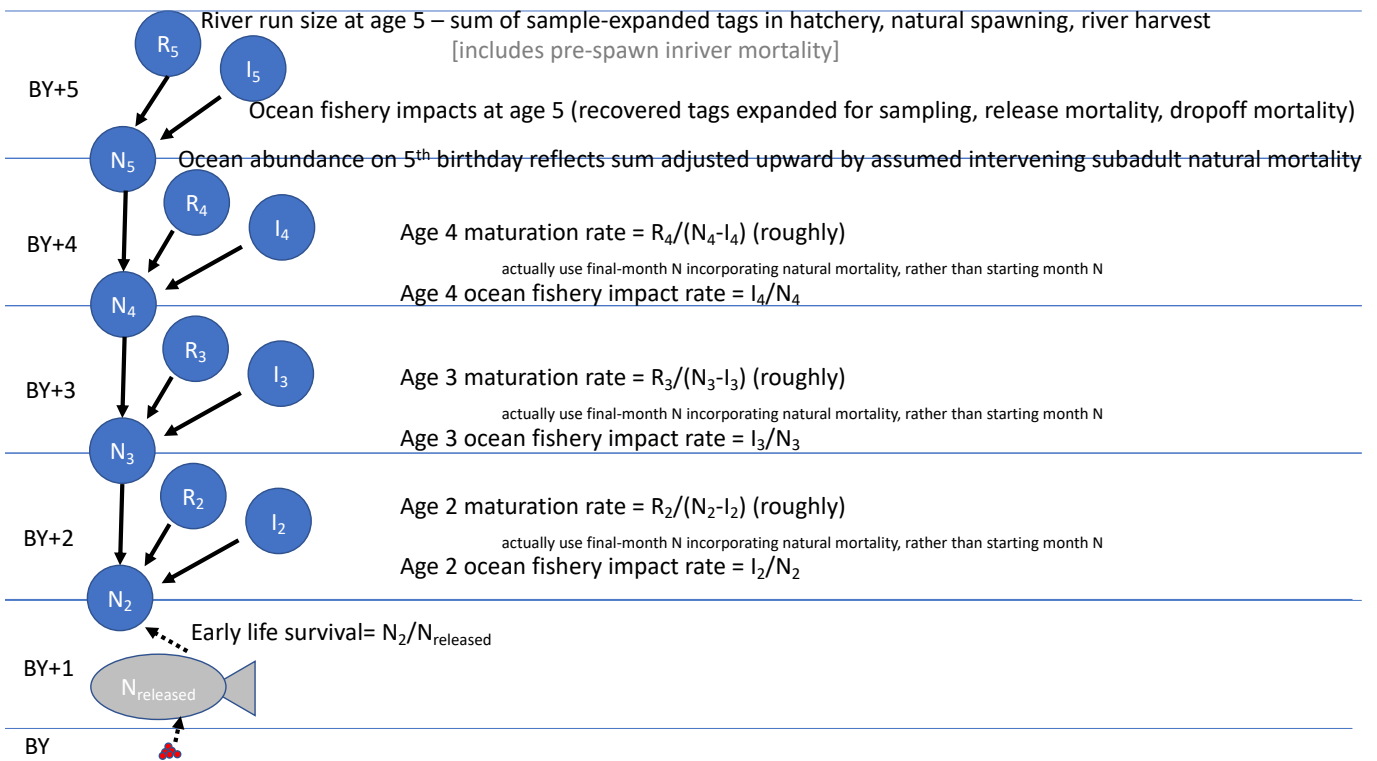 River run size at age 5 – sum of sample-expanded tags in hatchery, natural spawning, river harvest
R5
[includes pre-spawn inriver mortality]
I5
BY+5
Ocean fishery impacts at age 5 (recovered tags expanded for sampling, release mortality, dropoff mortality)
N5
Ocean abundance on 5th birthday reflects sum adjusted upward by assumed intervening subadult natural mortality
R4
I4
BY+4
Age 4 maturation rate = R4/(N4-I4) (roughly)
actually use final-month N incorporating natural mortality, rather than starting month N
Age 4 ocean fishery impact rate = I4/N4
N4
R3
I3
BY+3
Age 3 maturation rate = R3/(N3-I3) (roughly)
actually use final-month N incorporating natural mortality, rather than starting month N
Age 3 ocean fishery impact rate = I3/N3
N3
R2
I2
BY+2
Age 2 maturation rate = R2/(N2-I2) (roughly)
actually use final-month N incorporating natural mortality, rather than starting month N
Age 2 ocean fishery impact rate = I2/N2
N2
Early life survival= N2/Nreleased
BY+1
Nreleased
BY